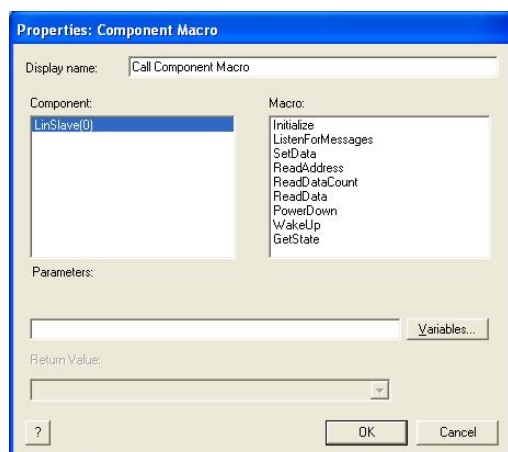 Properties: Component Macro
Display name: Call Component Macro
Component:
LinSlave(0)
Macro:
Initialize
ListenForMessages
SetData
ReadAddress
ReadDataCount
ReadData
PowerDown
WakeUp
GetState
Parameters:
Variables...
Return Value:
? OK Cancel